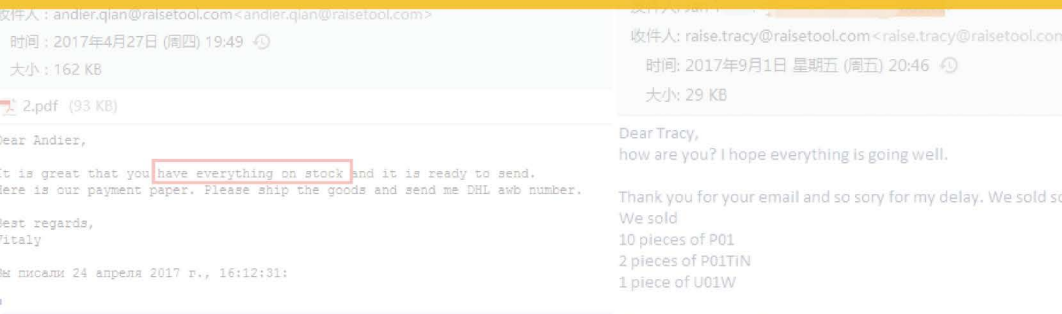 收件人：andier.qian@raisetool.com<andier.qian@raisetool.com>
时间：2017年4月27日 (周四) 19:49
大小：162 KB
2.pdf (93 KB)
Dear Andier,
It is great that you have everything on stock and it is ready to send.
Here is our payment paper. Please ship the goods and send me DHL awb number.
Best regards,
Vitaly
Вы писали 24 апреля 2017 г., 16:12:31:
收件人: raise.tracy@raisetool.com<raise.tracy@raisetool.com
时间: 2017年9月1日 星期五 (周五) 20:46
大小: 29 KB
Dear Tracy,
how are you? I hope everything is going well.
Thank you for your email and so sory for my delay. We sold
We sold
10 pieces of P01
2 pieces of P01TiN
1 piece of U01W